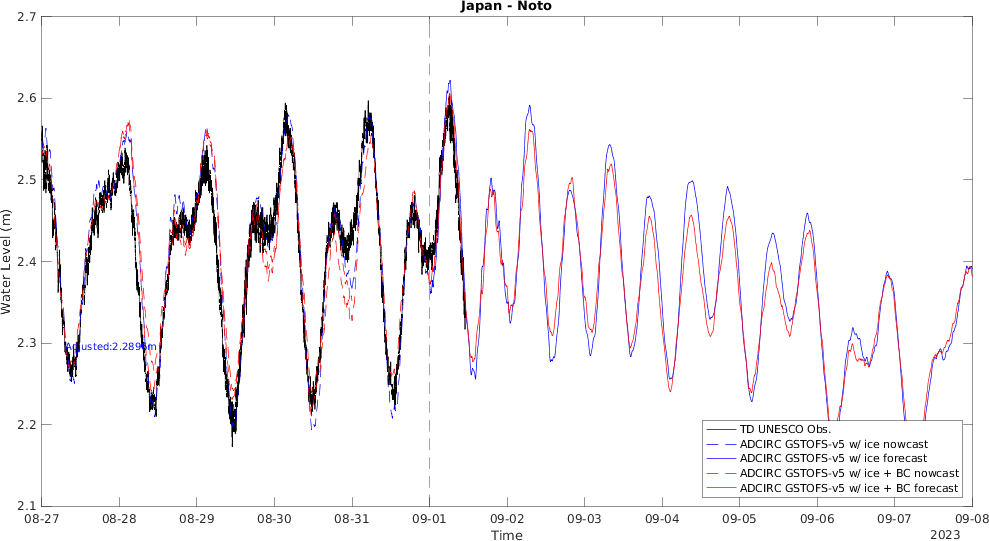 Japan - Noto
2.7
2.6
2.5
2.4
2.3
2.2
2.1
Water Level (m)
Adjusted:2.2896m
TD UNESCO Obs.
ADCIRC GSTOFS-v5 w/ ice nowcast
ADCIRC GSTOFS-v5 w/ ice forecast
ADCIRC GSTOFS-v5 w/ ice + BC nowcast
ADCIRC GSTOFS-v5 w/ ice + BC forecast
08-27 08-28 08-29 08-30 08-31 09-01 09-02 09-03 09-04 09-05 09-06 09-07 09-08
Time
2023